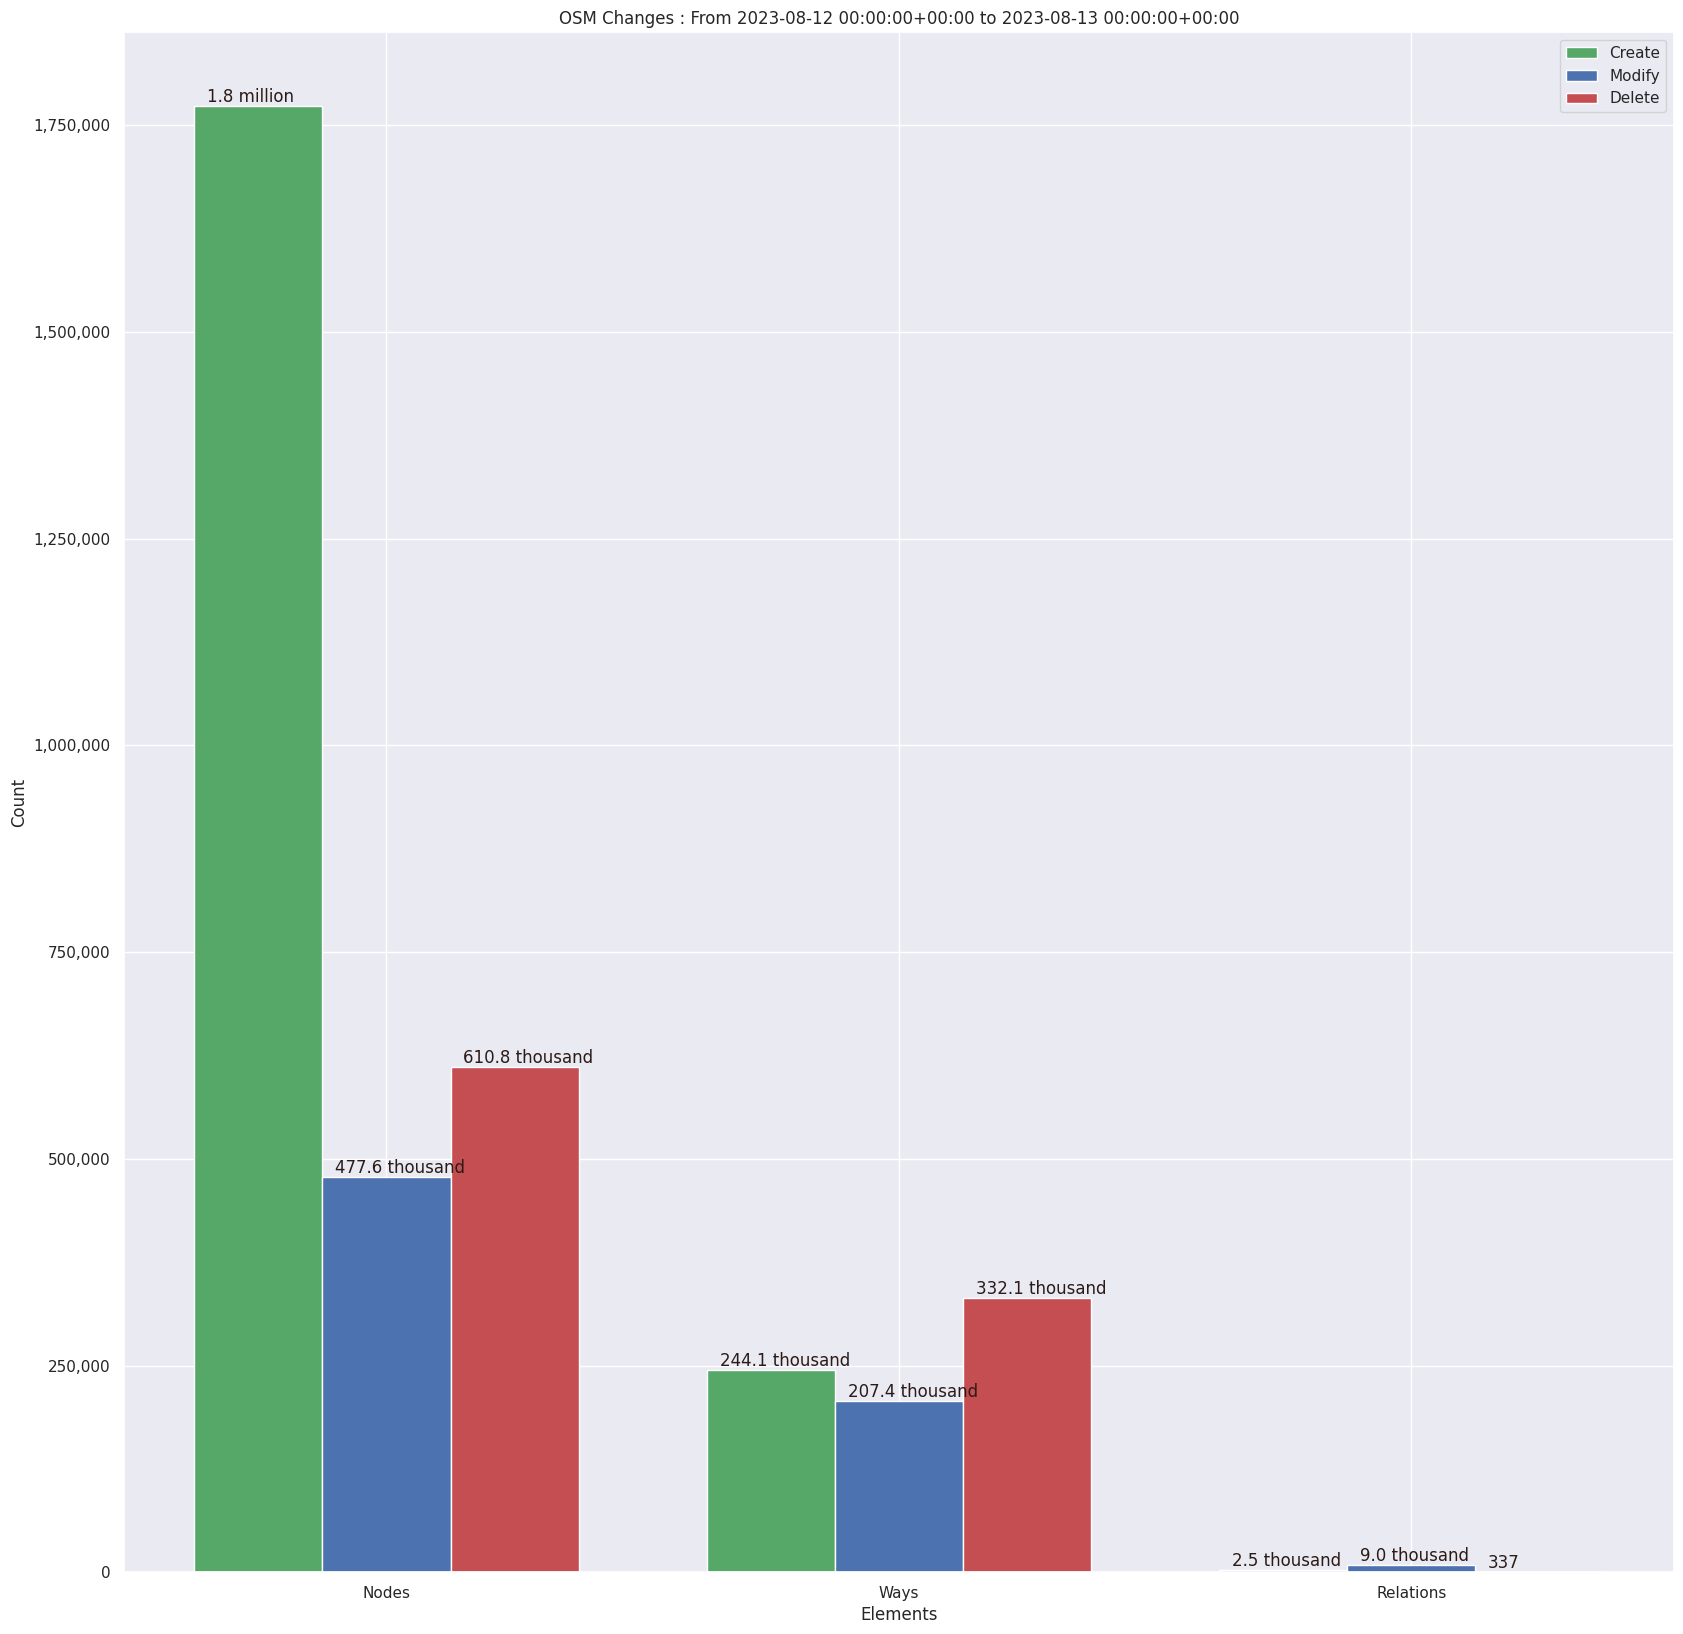 OSM Changes : From 2023-08-12 00:00:00+00:00 to 2023-08-13 00:00:00+00:00
Create
Modify
Delete
1.8 million
1,750,000
1,500,000
1,250,000
1,000,000
Count
750,000
610.8 thousand
500,000
477.6 thousand
332.1 thousand
250,000
244.1 thousand
207.4 thousand
2.5 thousand
9.0 thousand
337
0
Nodes
Ways
Relations
Elements